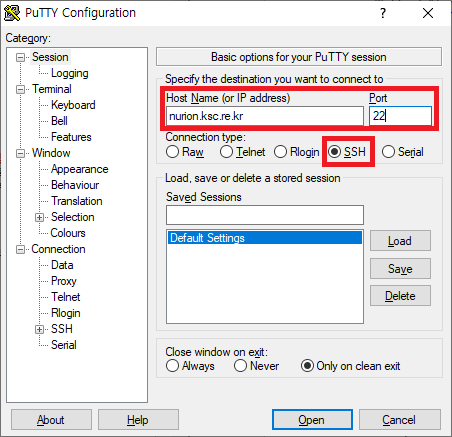 PuTTY Configuration
Category:
Session
Logging
Terminal
Keyboard
Bell
Features
Window
Appearance
Behaviour
Translation
Selection
Colours
Connection
Data
Proxy
Telnet
Rlogin
SSH
Serial
Basic options for your PuTTY session
Specify the destination you want to connect to
Host Name (or IP address) Port
nurion.ksc.re.kr 22
Connection type:
Raw Telnet Rlogin SSH Serial
Load, save or delete a stored session
Saved Sessions
Default Settings
Load
Save
Delete
Close window on exit:
Always Never Only on clean exit
About Help Open Cancel